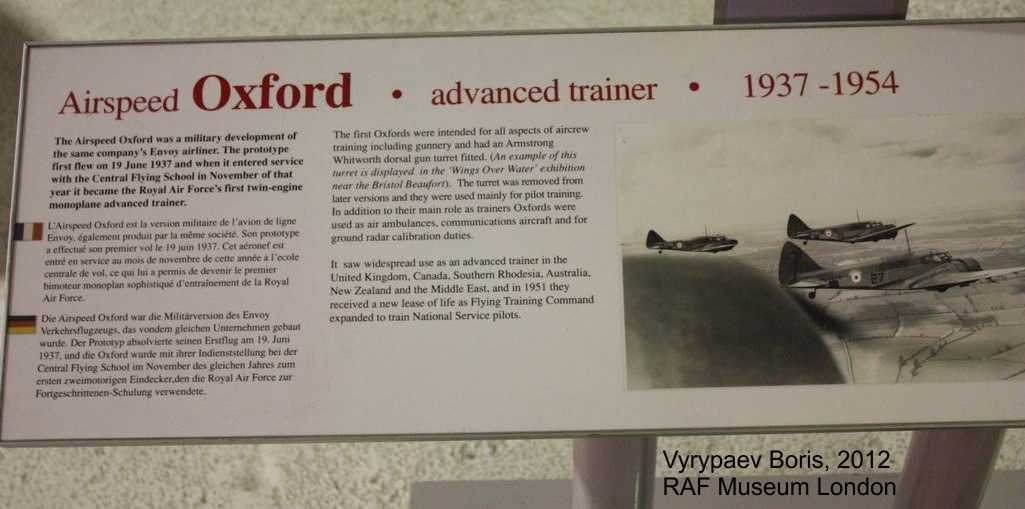 Airspeed Oxford • advanced trainer • 1937 -1954
The Airspeed Oxford was a military development of
the same company's Envoy airliner. The prototype
first flew on 19 June 1937 and when it entered service
with the Central Flying School in November of that
year it became the Royal Air Force's first twin-engine
monoplane advanced trainer.
L'Airspeed Oxford est la version militaire de l'avion de ligne
Envoy, également produit par la même société. Son prototype
a effectué son premier vol le 19 juin 1937. Cet aéronef est
entré en service au mois de novembre de cette année a l'ecole
centrale de vol, ce qui lui a permis de devenir le premier
bimoteur monoplan sophistiqué d'entraînement de la Royal
Air Force.
Die Airspeed Oxford war die Militärversion des Envoy
Verkehrsflugzeugs, das vondem gleichen Unternehmen gebaut
wurde. Der Prototyp absolvierte seinen Erstflug am 19. Juni
1937, und die Oxford wurde mit ihrer Indienststellung bei der
Central Flying School im November des gleichen Jahres zum
ersten zweimotorigen Eindecker,den die Royal Air Force zur
Fortgeschrittenen-Schulung verwendete.
The first Oxfords were intended for all aspects of aircrew
training including gunnery and had an Armstrong
Whitworth dorsal gun turret fitted. (An example of this
turret is displayed in the 'Wings Over Water' exhibition
near the Bristol Beaufort). The turret was removed from
later versions and they were used mainly for pilot training.
In addition to their main role as trainers Oxfords were
used as air ambulances, communications aircraft and for
ground radar calibration duties.
It saw widespread use as an advanced trainer in the
United Kingdom, Canada, Southern Rhodesia, Australia,
New Zealand and the Middle East, and in 1951 they
received a new lease of life as Flying Training Command
expanded to train National Service pilots.
27
Vyrypaev Boris, 2012
RAF Museum London